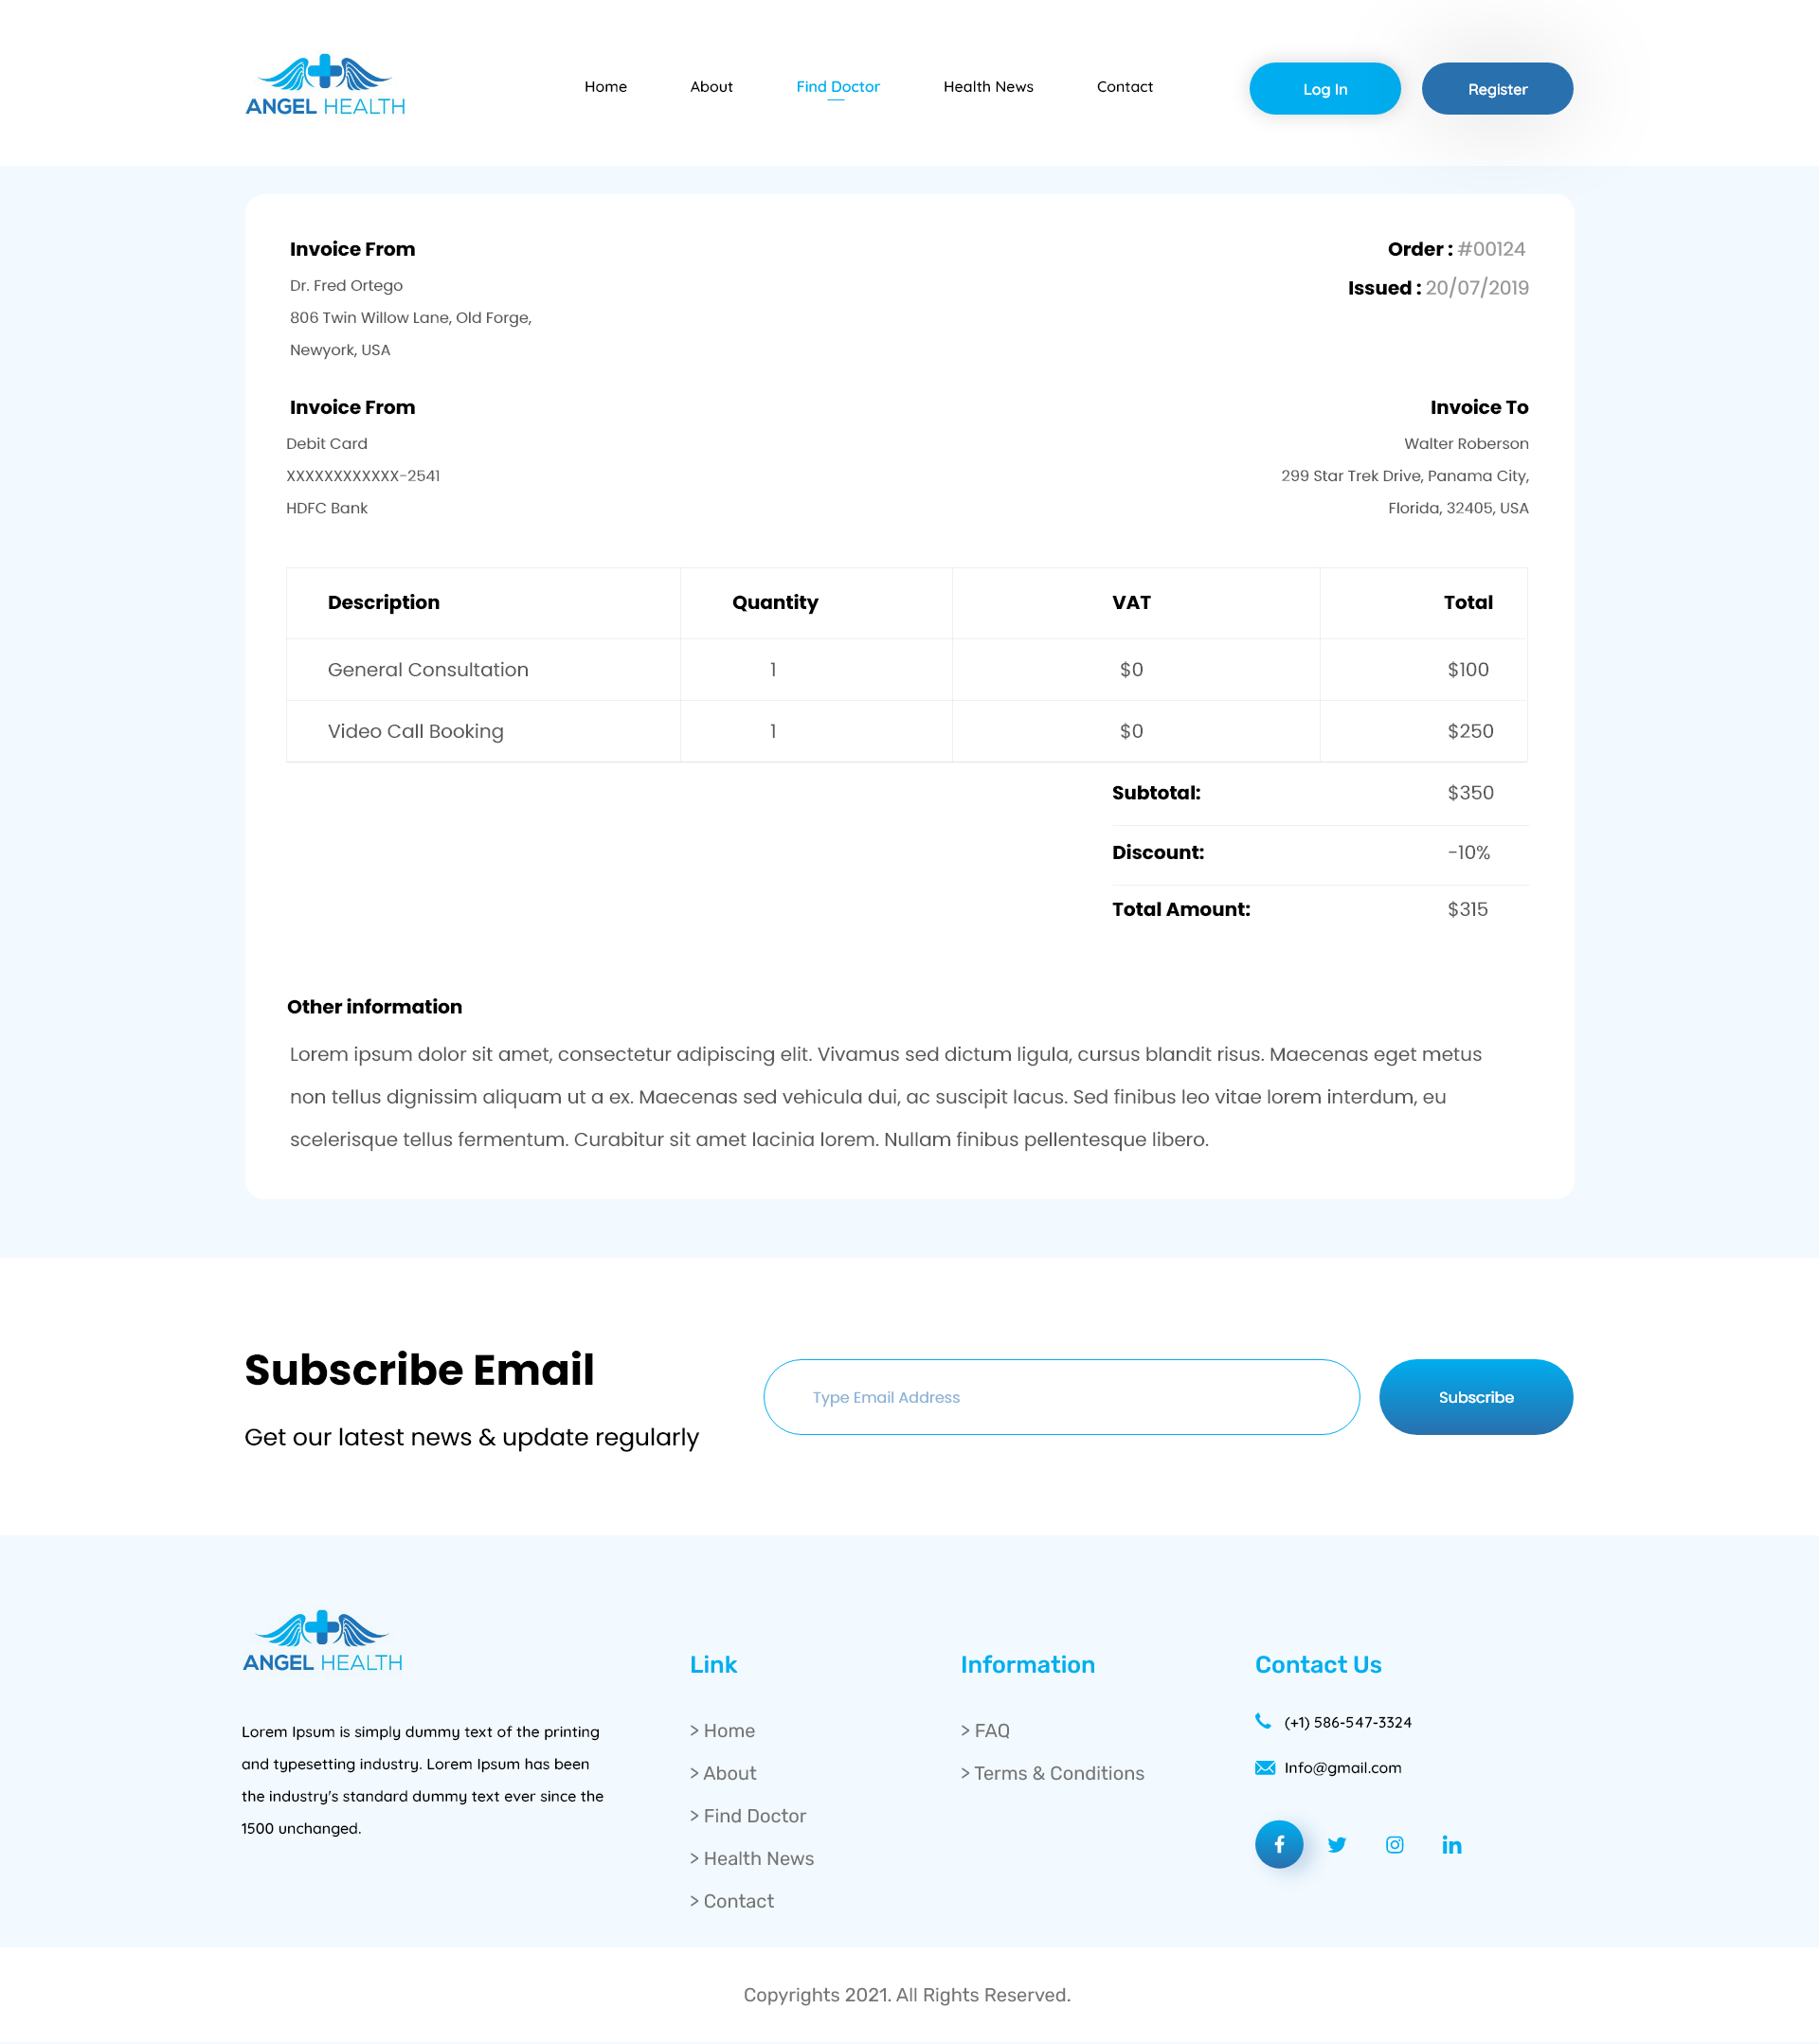 ANGEL HEALTH
Home About Find Doctor Health News Contact Log In Register
Invoice From
Dr. Fred Ortego
806 Twin Willow Lane, Old Forge,
Newyork, USA
Order : #00124
Issued : 20/07/2019
Invoice From
Debit Card
XXXXXXXXXXXX-2541
HDFC Bank
Invoice To
Walter Roberson
299 Star Trek Drive, Panama City,
Florida, 32405, USA
Description Quantity VAT Total
General Consultation 1 $0 $100
Video Call Booking 1 $0 $250
Subtotal: $350
Discount: -10%
Total Amount: $315
Other information
Lorem ipsum dolor sit amet, consectetur adipiscing elit. Vivamus sed dictum ligula, cursus blandit risus. Maecenas eget metus
non tellus dignissim aliquam ut a ex. Maecenas sed vehicula dui, ac suscipit lacus. Sed finibus leo vitae lorem interdum, eu
scelerisque tellus fermentum. Curabitur sit amet lacinia lorem. Nullam finibus pellentesque libero.
Subscribe Email
Get our latest news & update regularly
Type Email Address
Subscribe
ANGEL HEALTH
Lorem Ipsum is simply dummy text of the printing
and typesetting industry. Lorem Ipsum has been
the industry's standard dummy text ever since the
1500 unchanged.
Link
> Home
> About
> Find Doctor
> Health News
> Contact
Information
> FAQ
> Terms & Conditions
Contact Us
(+1) 586-547-3324
Info@gmail.com
Copyrights 2021. All Rights Reserved.